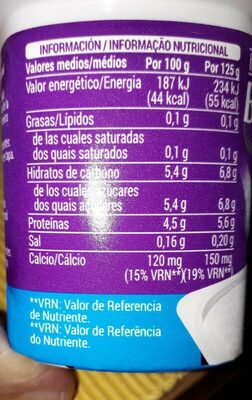 INFORMACIÓN / INFORMAÇÃO NUTRICIONAL
Valores medios/médios Por 100 g Por 125 g
Valor energético/Energia 187 kJ 234 kJ
(44 kcal) (55 kcal)
Grasas/Lípidos 0,1 g 0,1 g
de las cuales saturadas
dos quais saturados 0,1 g 0,1 g
Hidratos de carbono 5,4 g 6,8 g
de los cuales azúcares
dos quais açúcares 5,4 g 6,8 g
Proteínas 4,5 g 5,6 g
Sal 0,16 g 0,20 g
Calcio/Cálcio 120 mg 150 mg
(15% VRN**) (19% VRN**)
**VRN: Valor de Referencia
de Nutriente.
**VRN: Valor de Referência
do Nutriente.